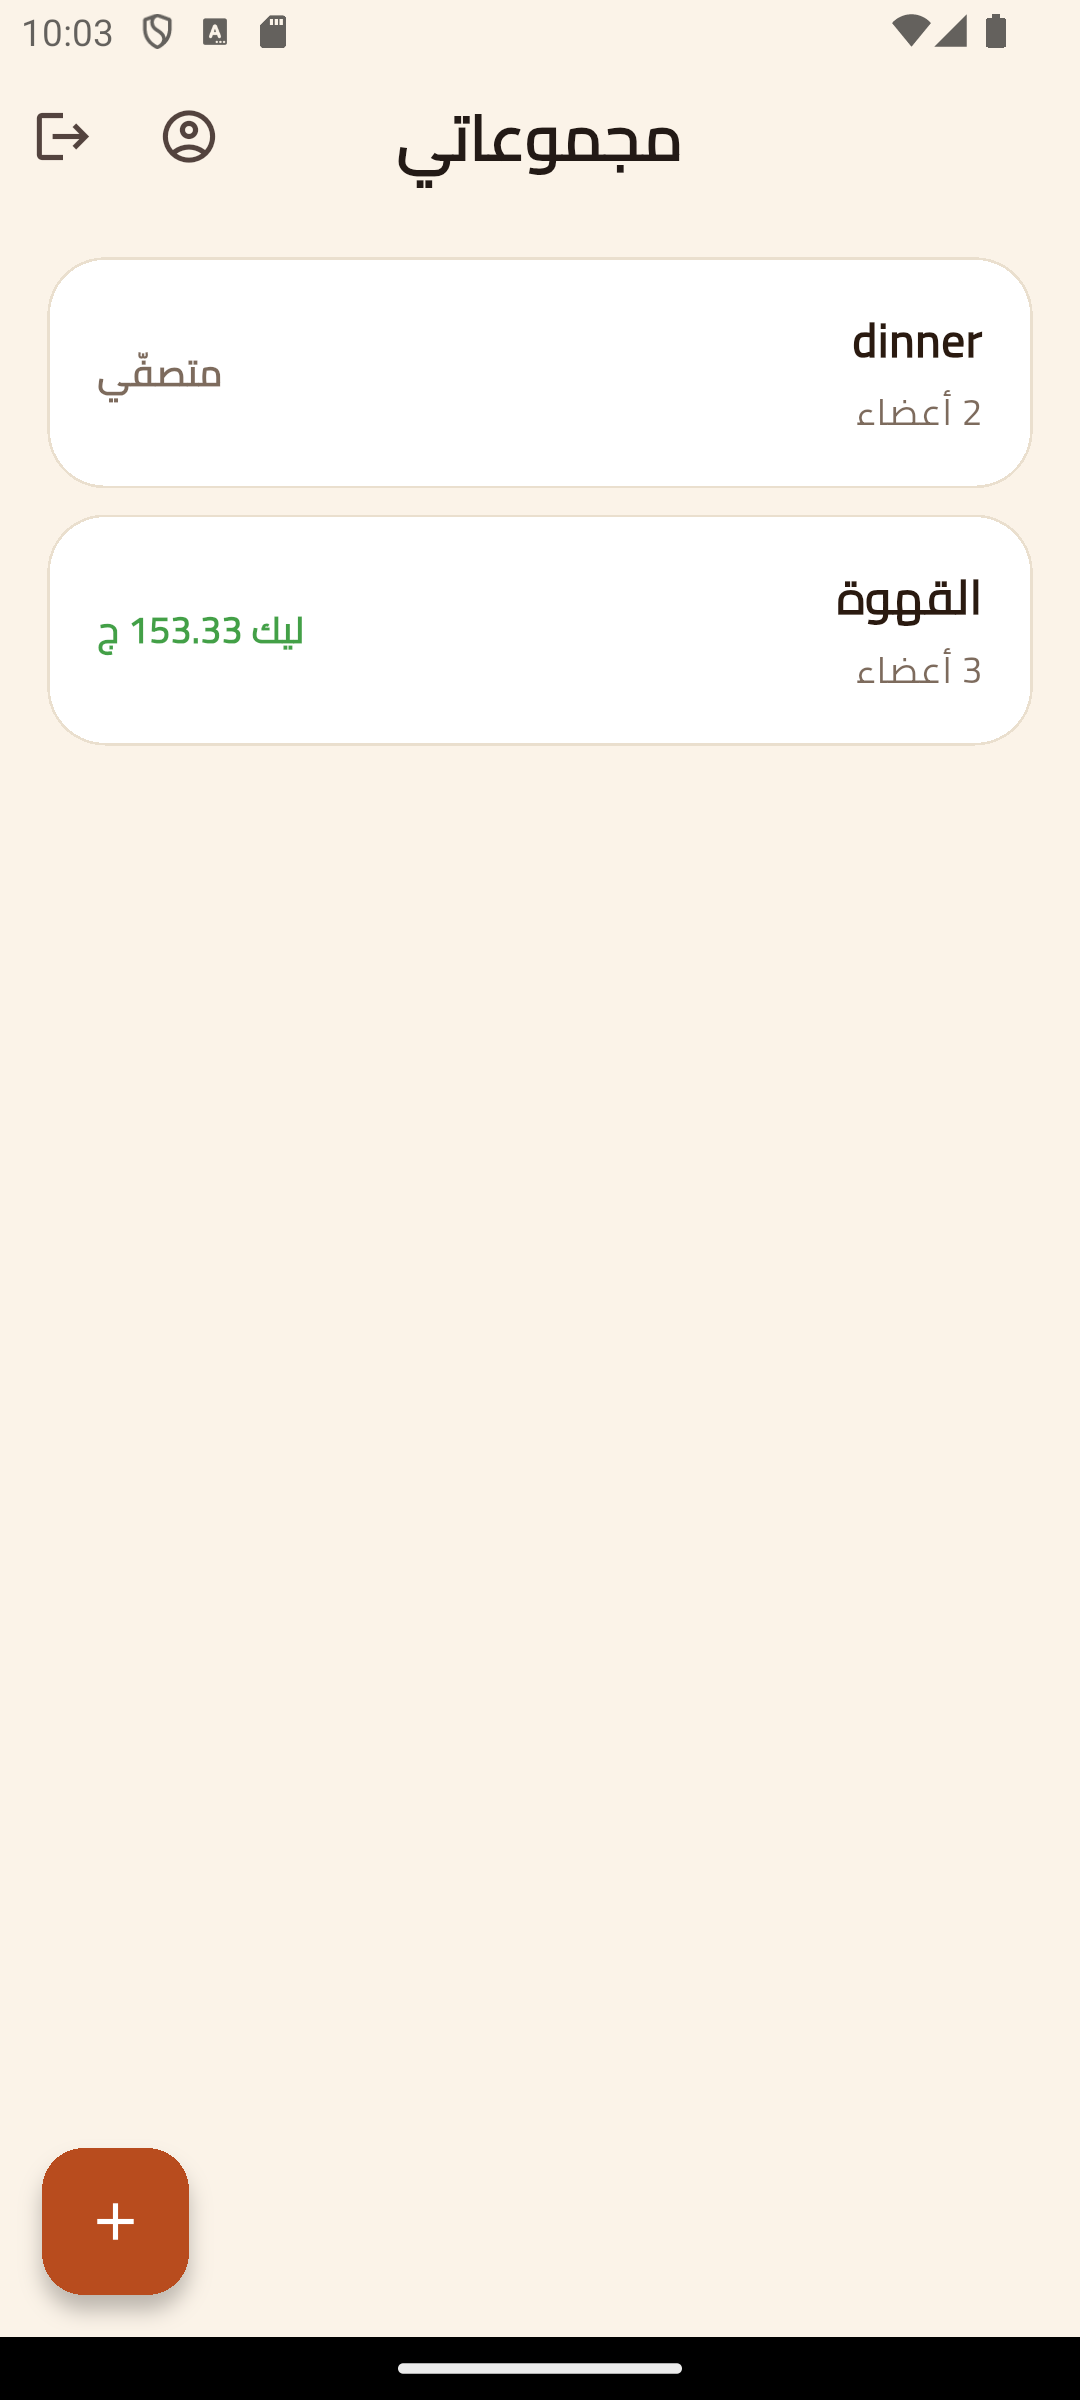 10:03
مجموعاتي
dinner
2 أعضاء
متصفّي
القهوة
3 أعضاء
ليك 153.33 ج